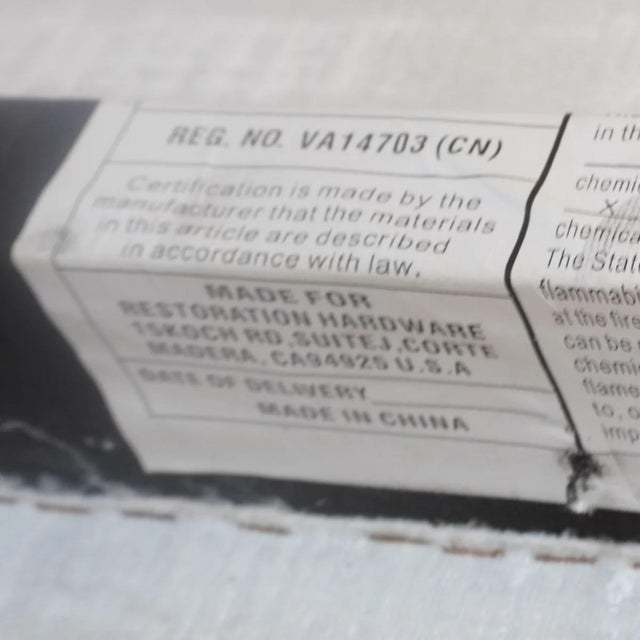 REG. NO. VA14703 (CN)
Certification is made by the
manufacturer that the materials
in this article are described
in accordance with law.
MADE FOR
RESTORATION HARDWARE
15KOCH RD.SUITEJ.CORTE
MADERA, CA94925 U.S.A
DATE OF DELIVERY
MADE IN CHINA
in th
chemi
X
chemica
The State
flammab
at the fire
can be
chemic
flame
to, o
imp